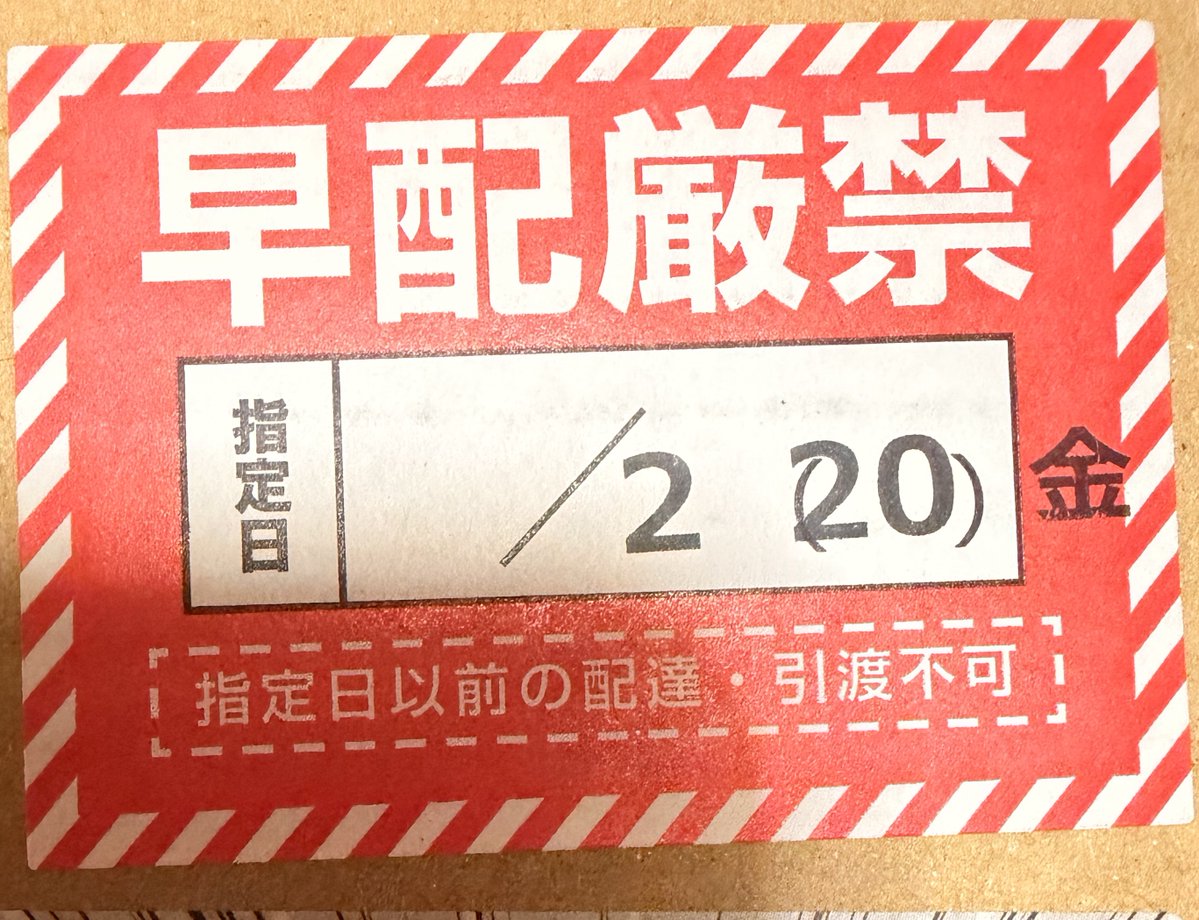 早配厳禁
指定日
／2 (20) 金
指定日以前の配達・引渡不可